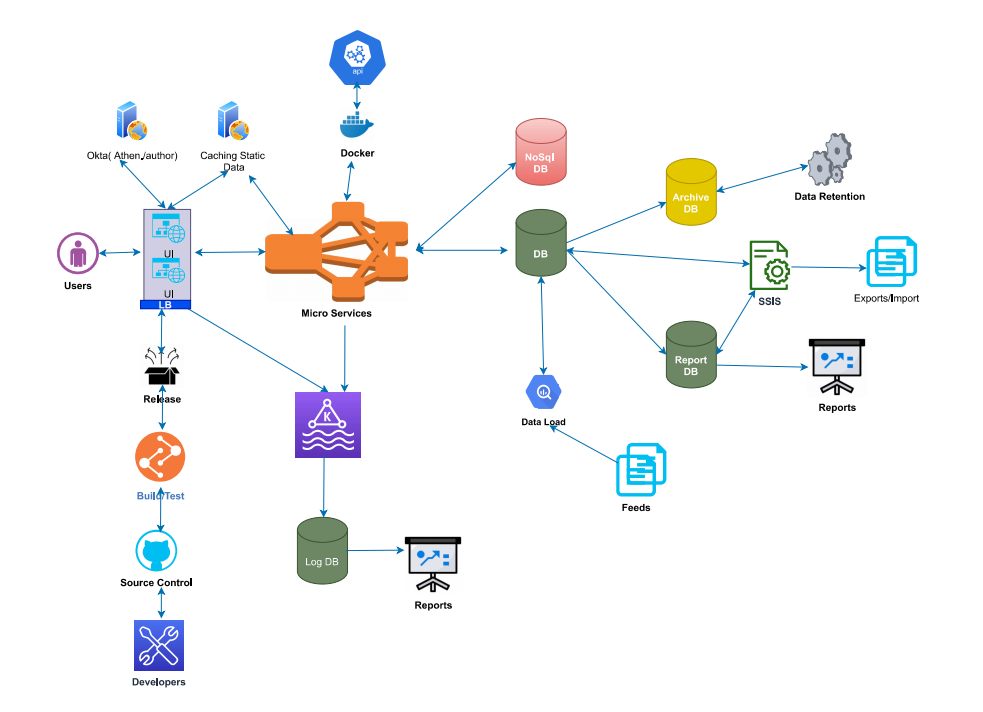 api
Okta( Athen,/author)
Caching Static
Data
Docker
NoSql
DB
Archive
DB
Data Retention
UI
UI
LB
Users
Micro Services
DB
SSIS
Exports/Import
Report
DB
Reports
Release
K
Data Load
Build/Test
Feeds
Log DB
Reports
Source Control
Developers